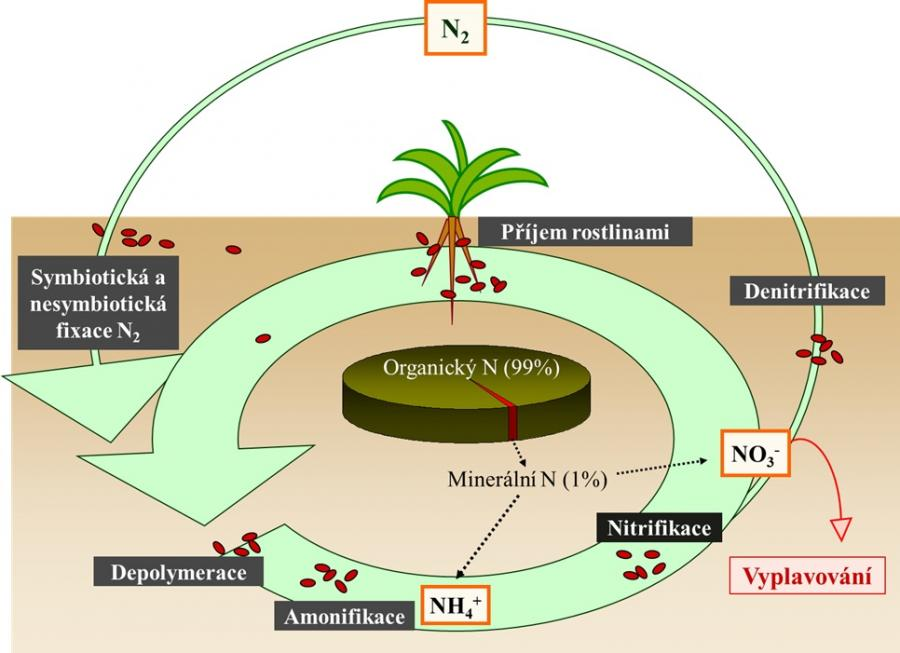 N₂
Příjem rostlinami
Symbiotická a
nesymbiotická
fixace N₂
Denitrifikace
Organický N (99%)
NO₃⁻
Minerální N (1%)
Nitrifikace
Depolymerace
Vyplavování
NH₄⁺
Amonifikace